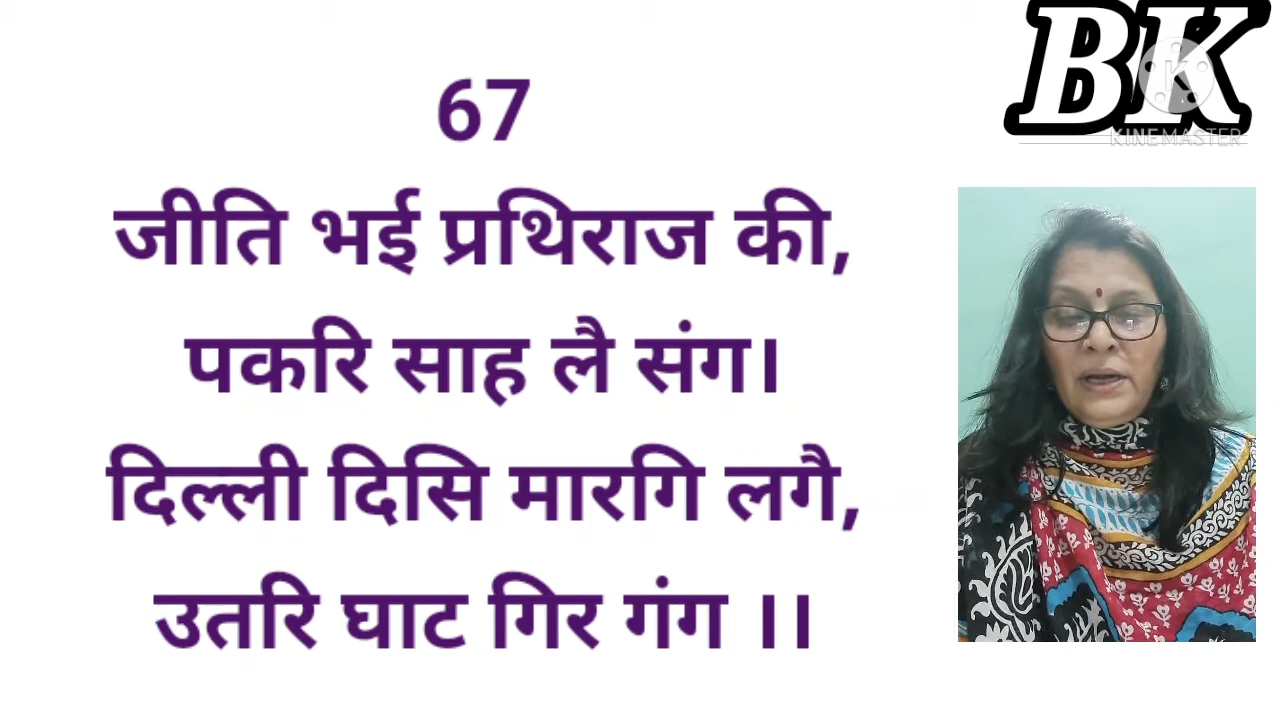 BK
KINEMASTER
67
जीति भई प्रथिराज की,
पकरि साह लै संग।
दिल्ली दिसि मारगि लगै,
उतरि घाट गिर गंग ।।